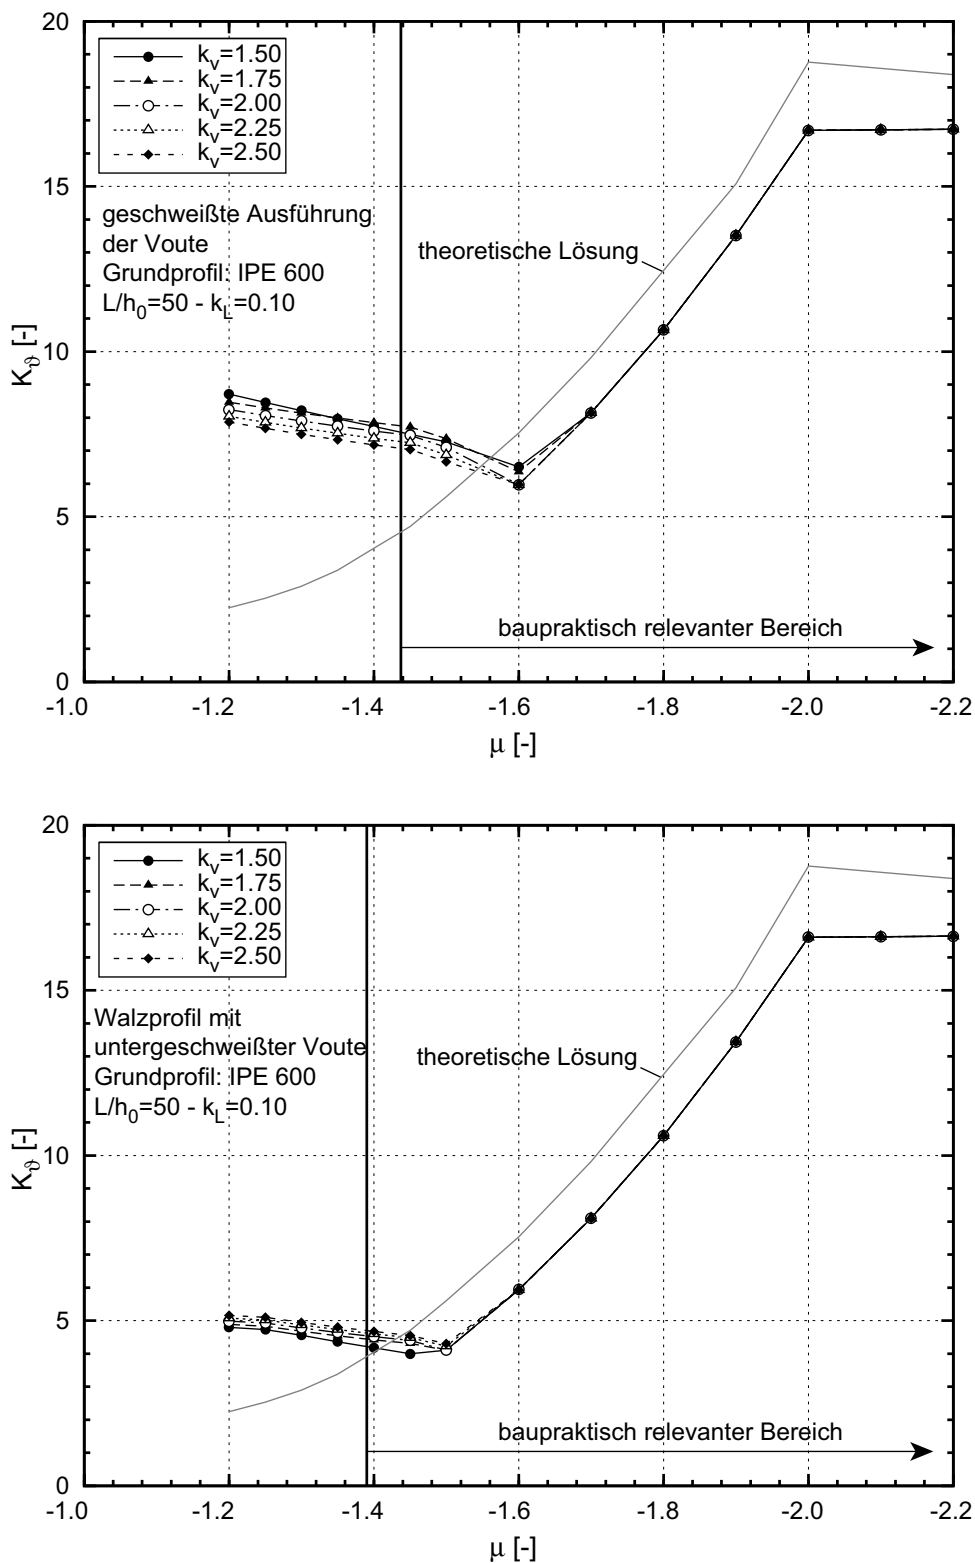 20
15
10
5
0
K_ϑ [-]
k_v=1.50
k_v=1.75
k_v=2.00
k_v=2.25
k_v=2.50
geschweißte Ausführung
der Voute
Grundprofil: IPE 600
L/h_0=50 - k_L=0.10
theoretische Lösung
baupraktisch relevanter Bereich
-1.0 -1.2 -1.4 -1.6 -1.8 -2.0 -2.2
μ [-]
20
15
10
5
0
K_ϑ [-]
k_v=1.50
k_v=1.75
k_v=2.00
k_v=2.25
k_v=2.50
Walzprofil mit
untergeschweißter Voute
Grundprofil: IPE 600
L/h_0=50 - k_L=0.10
theoretische Lösung
baupraktisch relevanter Bereich
-1.0 -1.2 -1.4 -1.6 -1.8 -2.0 -2.2
μ [-]